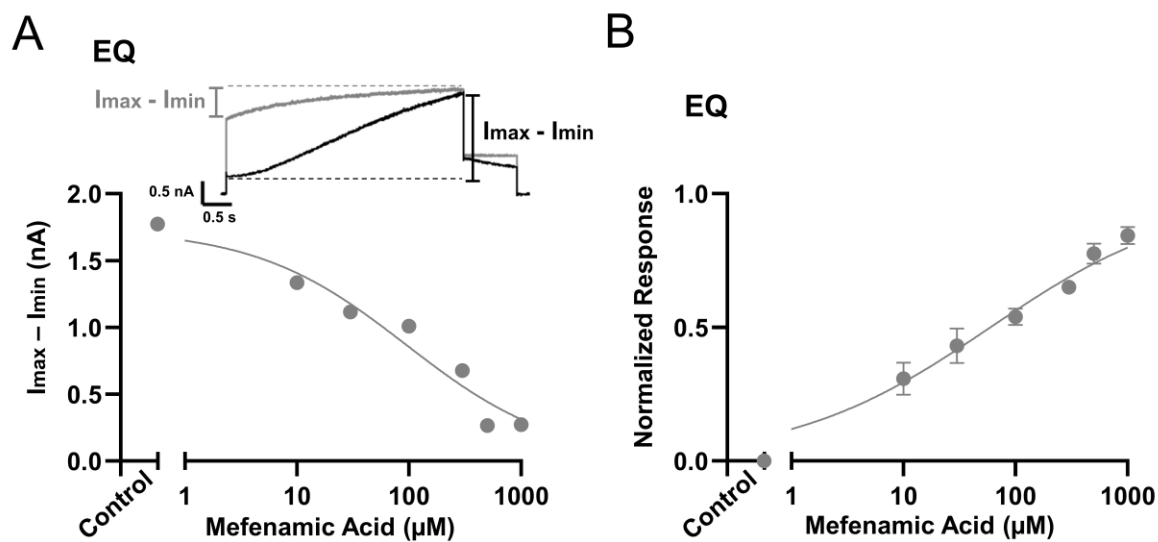 A
EQ
Imax - Imin
Imax - Imin
0.5 nA
0.5 s
2.0
1.5
1.0
0.5
0.0
Imax – Imin (nA)
Control
1 10 100 1000
Mefenamic Acid (µM)
B
EQ
1.0
0.5
0.0
Normalized Response
Control
1 10 100 1000
Mefenamic Acid (µM)